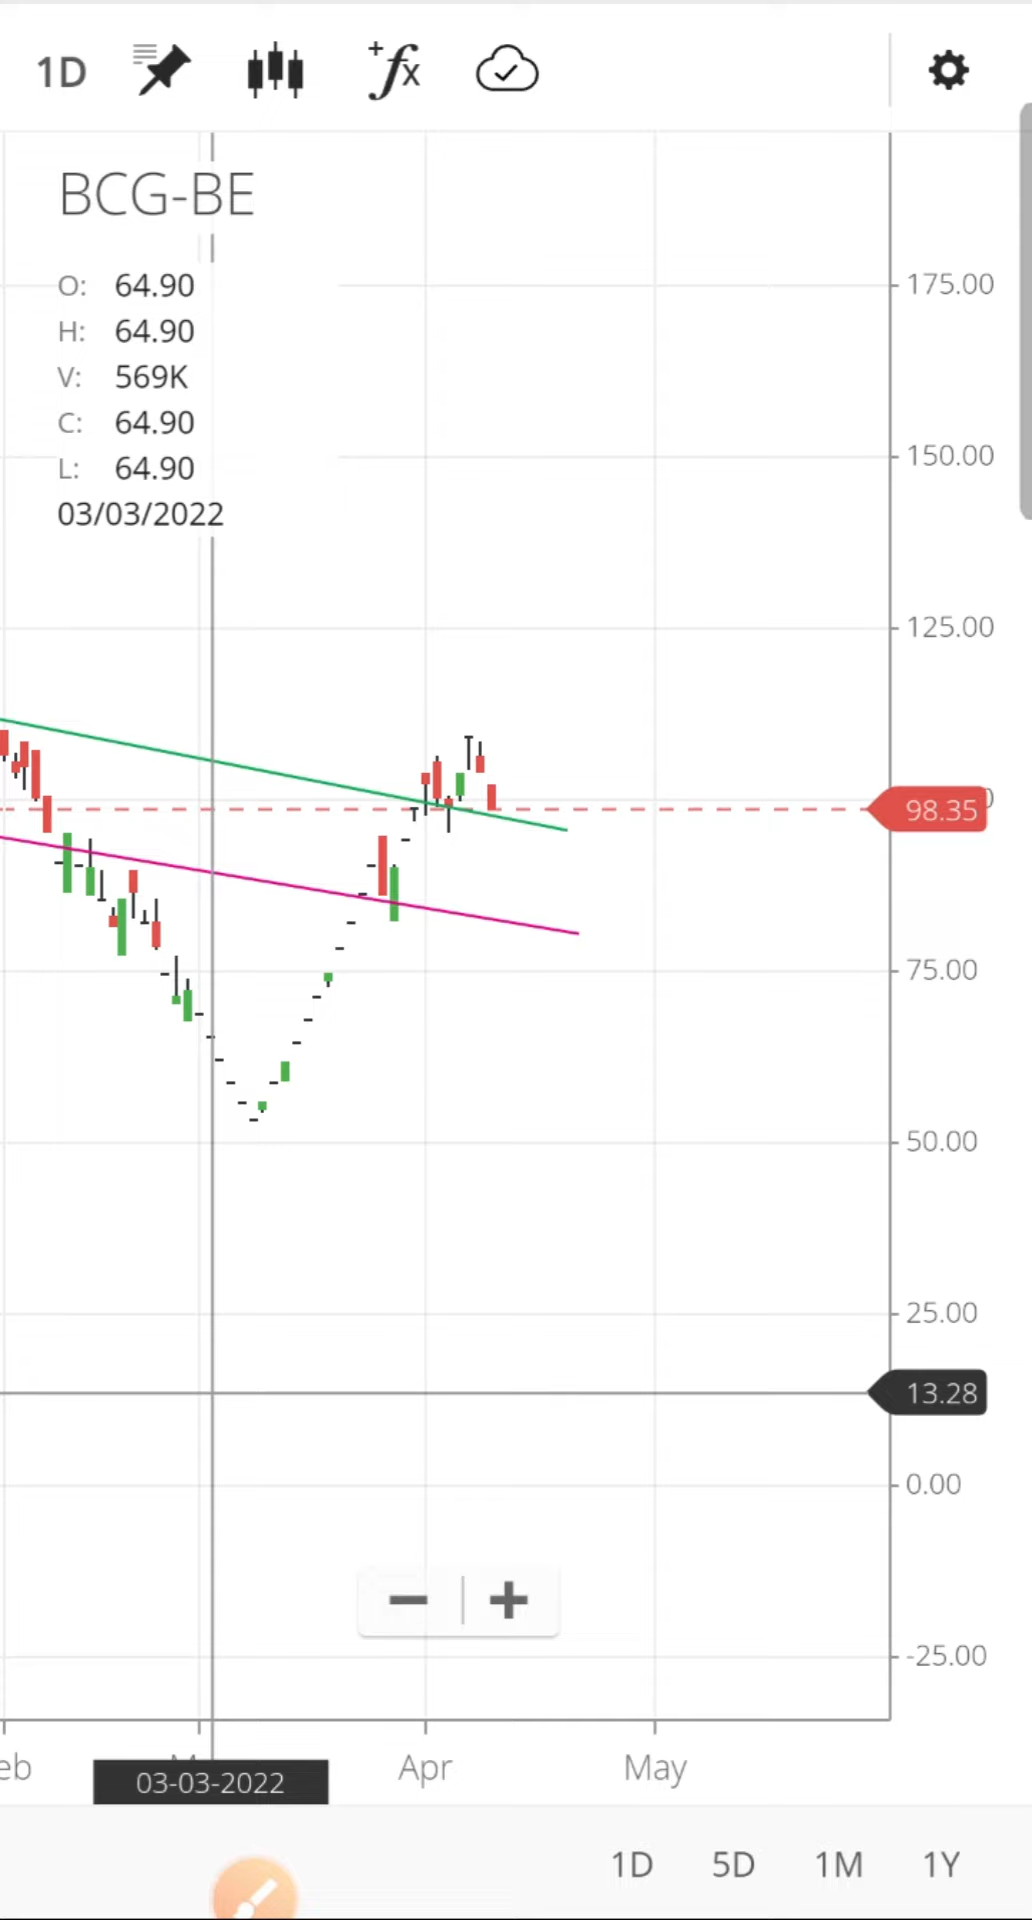 1D
+fx
BCG-BE
O: 64.90
H: 64.90
V: 569K
C: 64.90
L: 64.90
03/03/2022
175.00
150.00
125.00
98.35
75.00
50.00
25.00
13.28
0.00
-25.00
03-03-2022 Apr May
1D 5D 1M 1Y